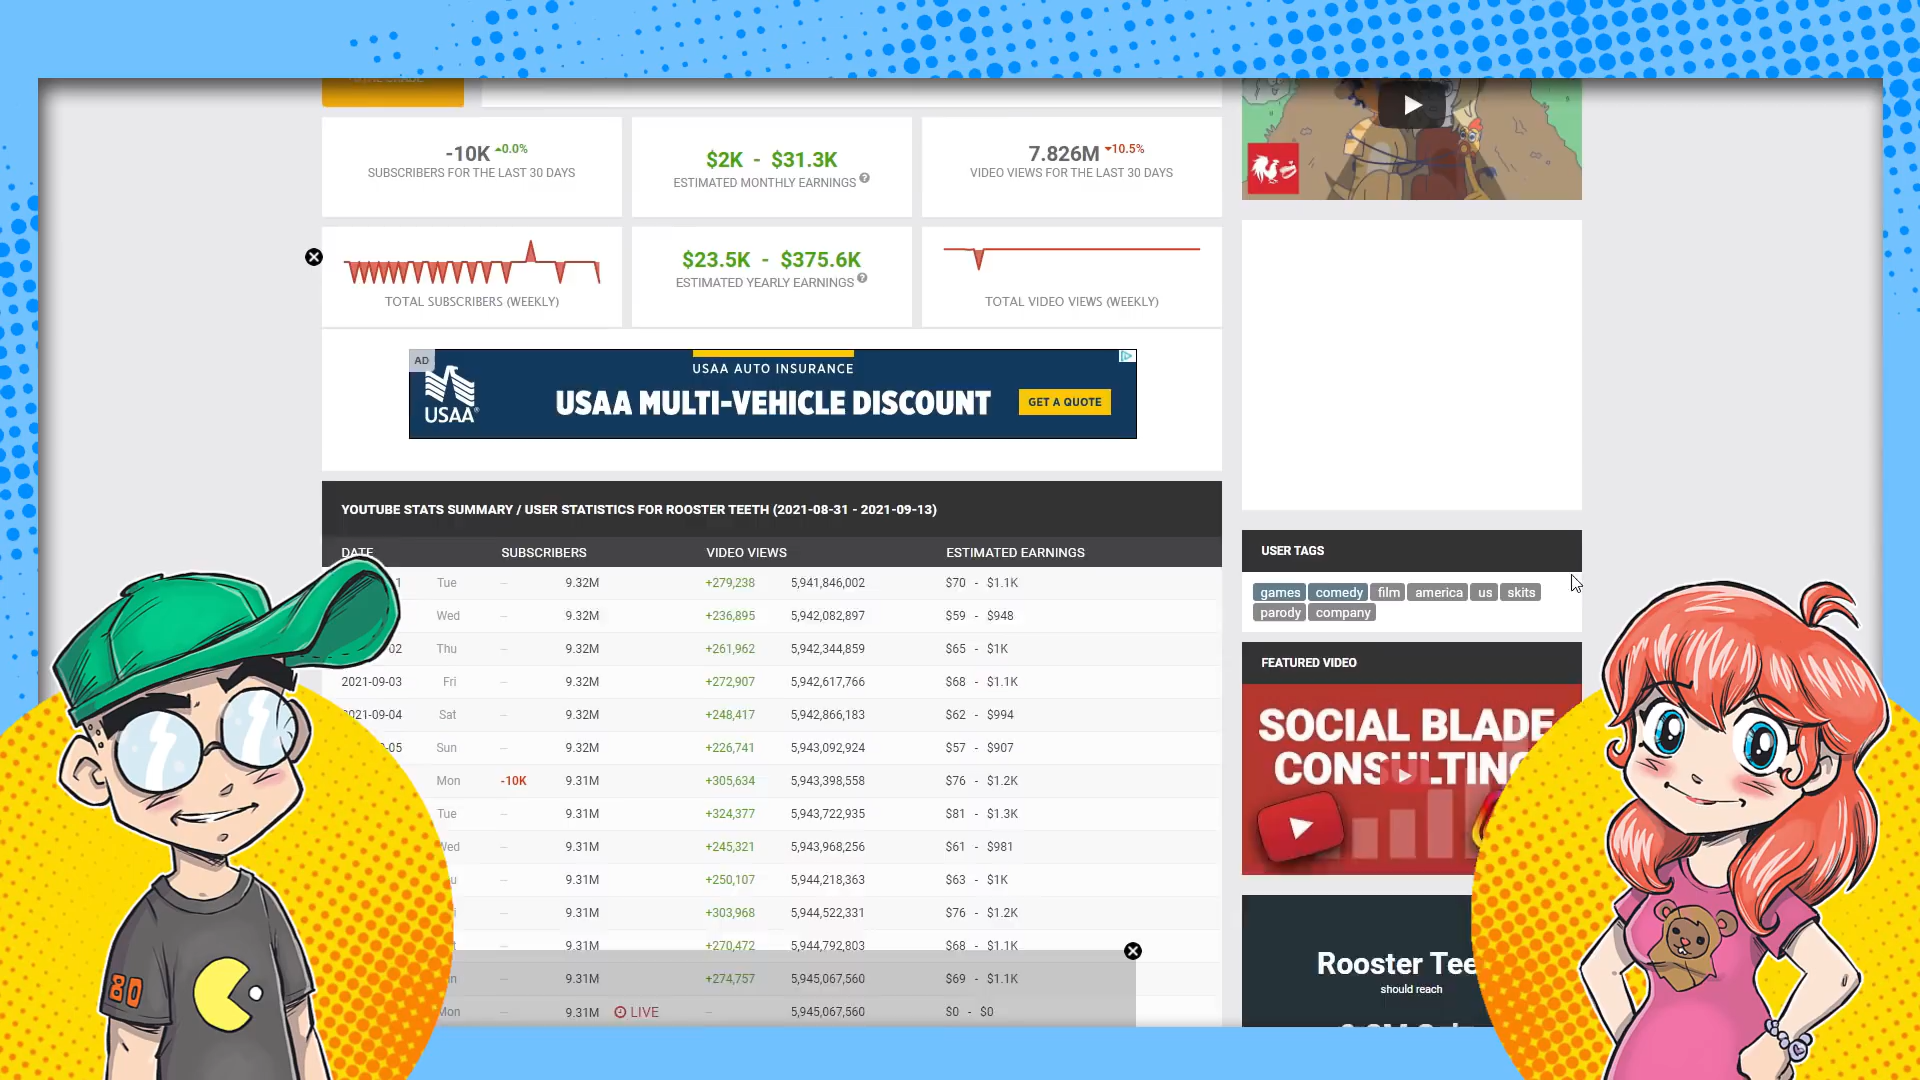 -10K 0.0%
SUBSCRIBERS FOR THE LAST 30 DAYS
$2K - $31.3K
ESTIMATED MONTHLY EARNINGS ?
7.826M 10.5%
VIDEO VIEWS FOR THE LAST 30 DAYS
TOTAL SUBSCRIBERS (WEEKLY)
$23.5K - $375.6K
ESTIMATED YEARLY EARNINGS ?
TOTAL VIDEO VIEWS (WEEKLY)
AD
USAA®
USAA AUTO INSURANCE
USAA MULTI-VEHICLE DISCOUNT
GET A QUOTE
YOUTUBE STATS SUMMARY / USER STATISTICS FOR ROOSTER TEETH (2021-08-31 - 2021-09-13)
DATE SUBSCRIBERS VIDEO VIEWS ESTIMATED EARNINGS
1 Tue -- 9.32M +279,238 5,941,846,002 $70 - $1.1K
Wed -- 9.32M +236,895 5,942,082,897 $59 - $948
-02 Thu -- 9.32M +261,962 5,942,344,859 $65 - $1K
2021-09-03 Fri -- 9.32M +272,907 5,942,617,766 $68 - $1.1K
2021-09-04 Sat -- 9.32M +248,417 5,942,866,183 $62 - $994
-05 Sun -- 9.32M +226,741 5,943,092,924 $57 - $907
Mon -10K 9.31M +305,634 5,943,398,558 $76 - $1.2K
Tue -- 9.31M +324,377 5,943,722,935 $81 - $1.3K
Wed -- 9.31M +245,321 5,943,968,256 $61 - $981
u -- 9.31M +250,107 5,944,218,363 $63 - $1K
i -- 9.31M +303,968 5,944,522,331 $76 - $1.2K
t -- 9.31M +270,472 5,944,792,803 $68 - $1.1K
n -- 9.31M +274,757 5,945,067,560 $69 - $1.1K
Mon 9.31M LIVE -- 5,945,067,560 $0 - $0
USER TAGS
games comedy film america us skits
parody company
FEATURED VIDEO
SOCIAL BLADE
CONSULTING
Rooster Tee
should reach
80